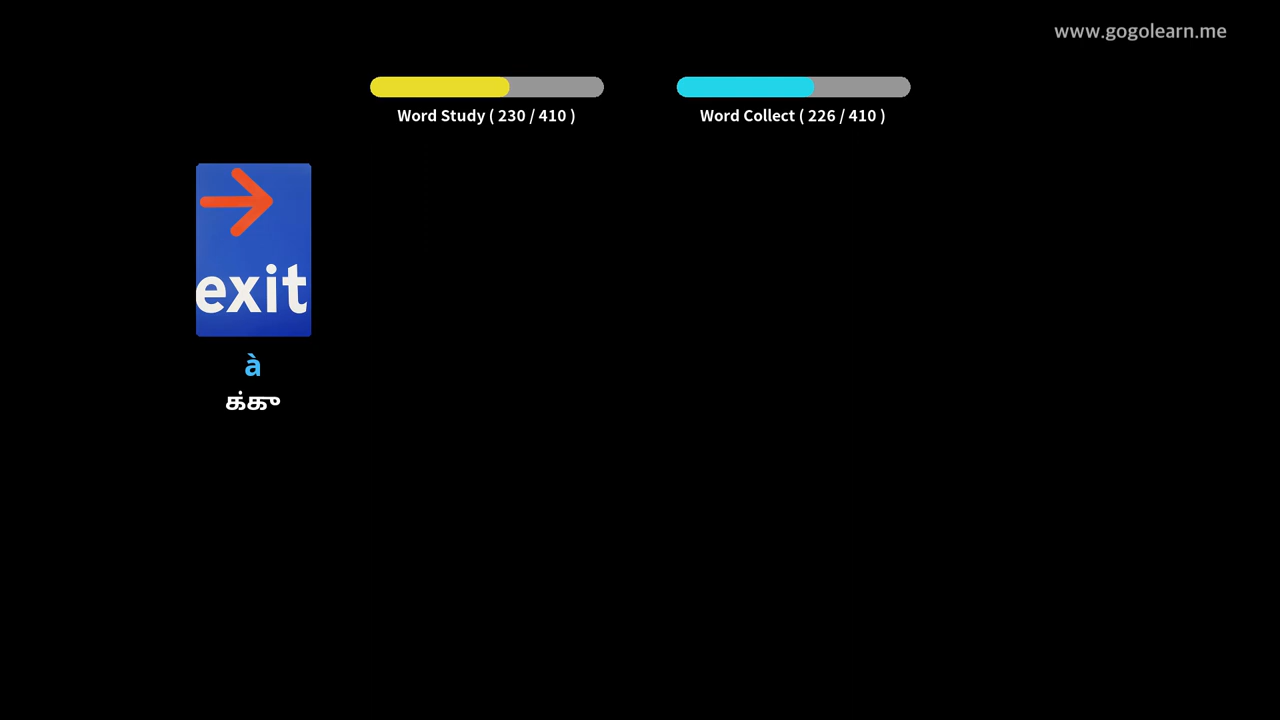 www.gogolearn.me
Word Study ( 230 / 410 )
Word Collect ( 226 / 410 )
exit
à
க்கு